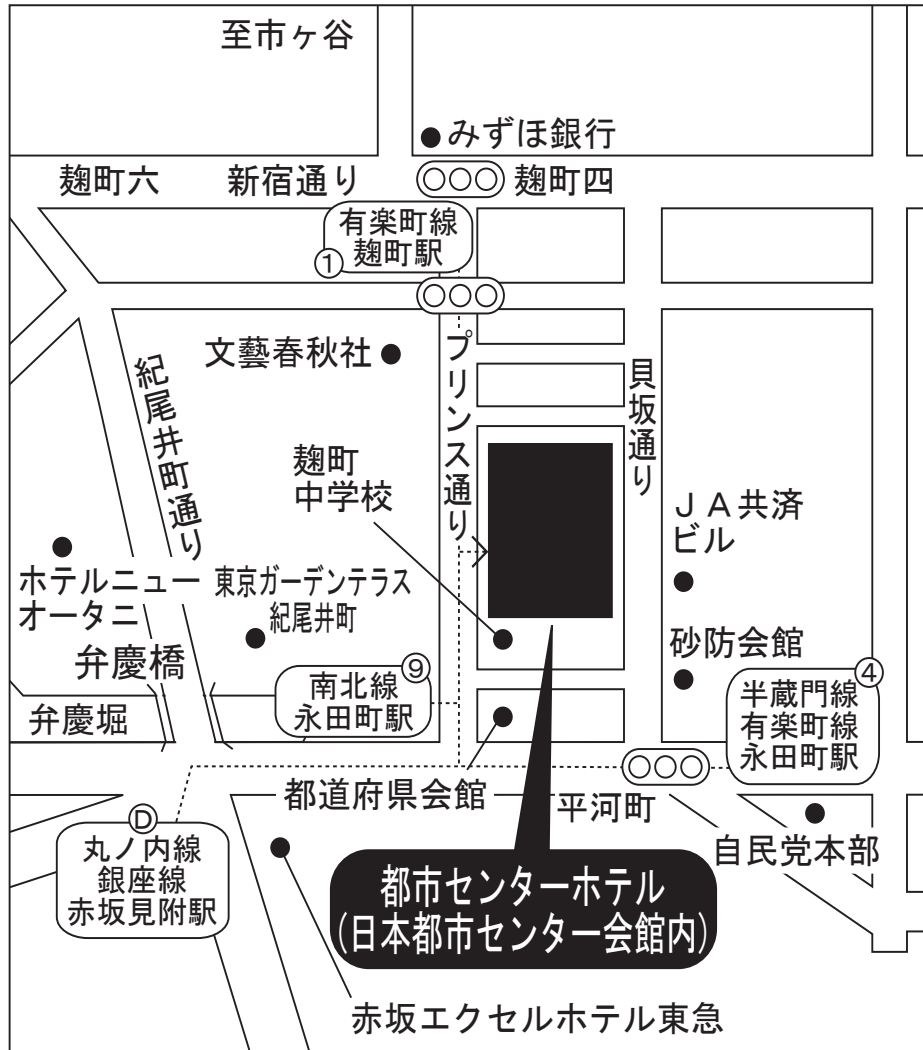 至市ヶ谷
みずほ銀行
麹町六
新宿通り
麹町四
有楽町線
麹町駅
①
文藝春秋社
プリンス通り
貝坂通り
紀尾井町通り
麹町
中学校
ＪＡ共済
ビル
ホテルニュー
オータニ
東京ガーデンテラス
紀尾井町
弁慶橋
砂防会館
弁慶堀
⑨
南北線
永田町駅
④
半蔵門線
有楽町線
永田町駅
都道府県会館
平河町
自民党本部
Ⓓ
丸ノ内線
銀座線
赤坂見附駅
都市センターホテル
(日本都市センター会館内)
赤坂エクセルホテル東急